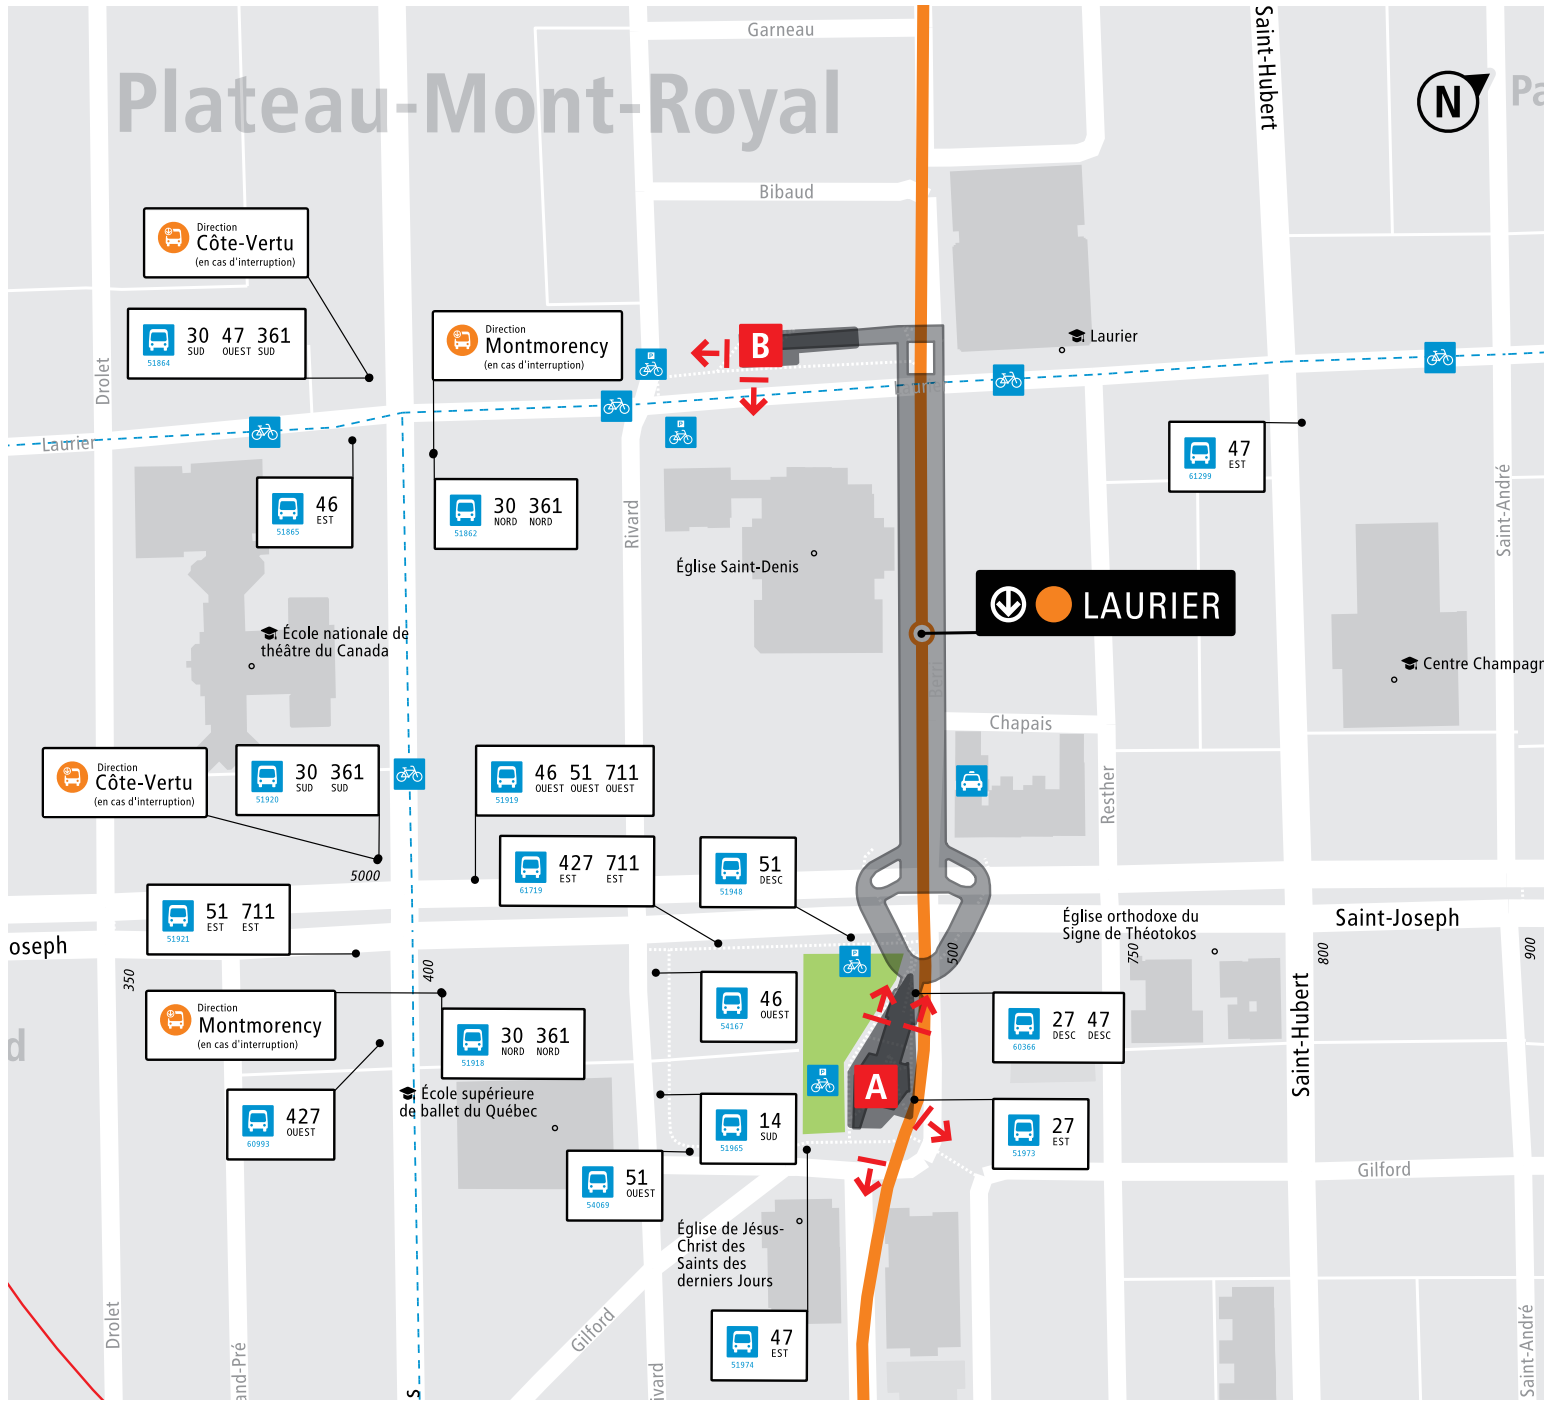 Garneau
Saint-Hubert
Plateau-Mont-Royal
N
Pa
Bibaud
Direction
Côte-Vertu
(en cas d'interruption)
30 47 361
SUD OUEST SUD
51864
Direction
Montmorency
(en cas d'interruption)
B
P
Laurier
Drolet
Laurier
Laurier
P
47
EST
61299
46
EST
51865
30 361
NORD NORD
51862
Rivard
Saint-André
Église Saint-Denis
LAURIER
École nationale de
théâtre du Canada
Berri
Centre Champagn
Chapais
Direction
Côte-Vertu
(en cas d'interruption)
30 361
SUD SUD
51920
46 51 711
OUEST OUEST OUEST
51919
Resther
5000
427 711
EST EST
61719
51
DESC
51948
51 711
EST EST
51921
oseph
Église orthodoxe du
Signe de Théotokos
Saint-Joseph
350
400
500
750
800
900
P
Direction
Montmorency
(en cas d'interruption)
30 361
NORD NORD
51918
46
OUEST
54167
27 47
DESC DESC
60366
Saint-Hubert
d
P
A
École supérieure
de ballet du Québec
427
OUEST
60993
14
SUD
51965
27
EST
51973
51
OUEST
54069
Gilford
Église de Jésus-
Christ des
Saints des
derniers Jours
Drolet
Gilford
47
EST
51974
and-Pré
S
ivard
Saint-André